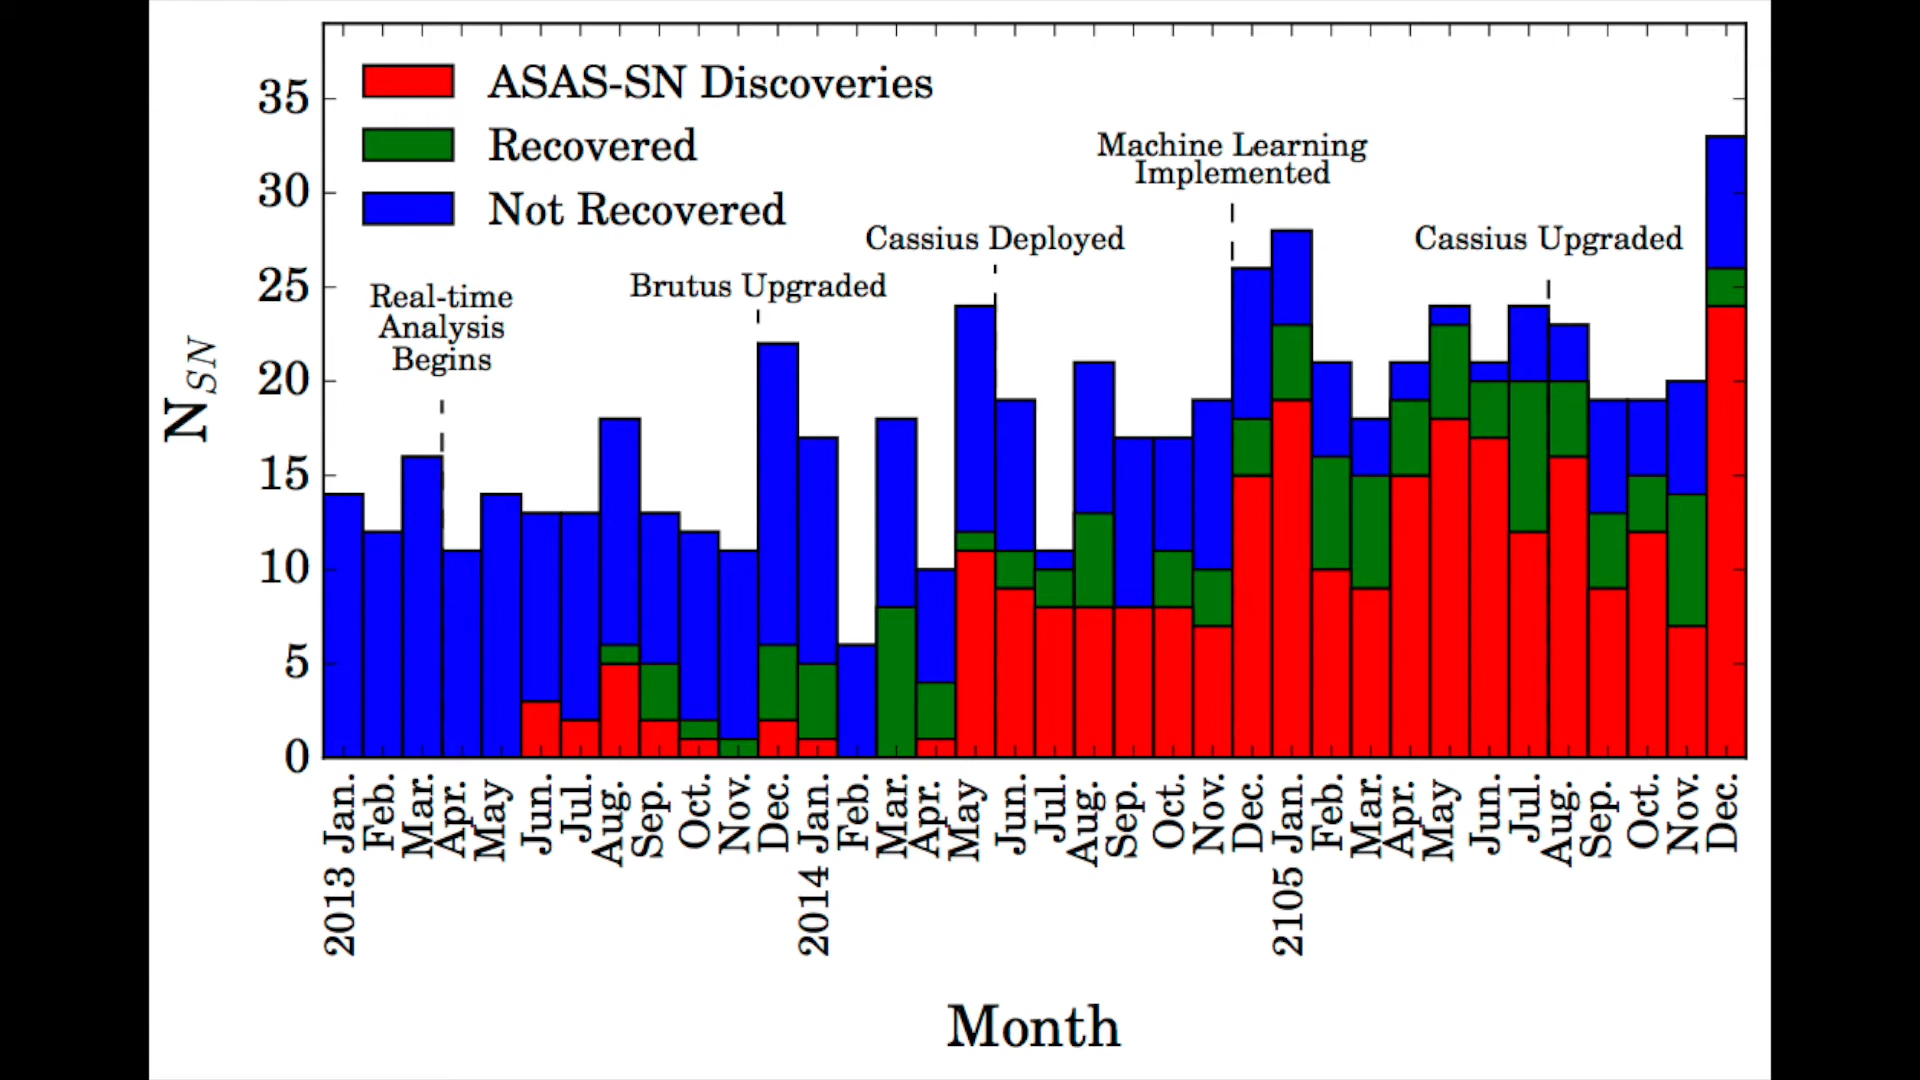 ASAS-SN Discoveries
Recovered
Not Recovered
Real-time
Analysis
Begins
Brutus Upgraded
Cassius Deployed
Machine Learning
Implemented
Cassius Upgraded
35
30
25
20
15
10
5
0
N_SN
2013 Jan.
Feb.
Mar.
Apr.
May
Jun.
Jul.
Aug.
Sep.
Oct.
Nov.
Dec.
2014 Jan.
Feb.
Mar.
Apr.
May
Jun.
Jul.
Aug.
Sep.
Oct.
Nov.
Dec.
2105 Jan.
Feb.
Mar.
Apr.
May
Jun.
Jul.
Aug.
Sep.
Oct.
Nov.
Dec.
Month